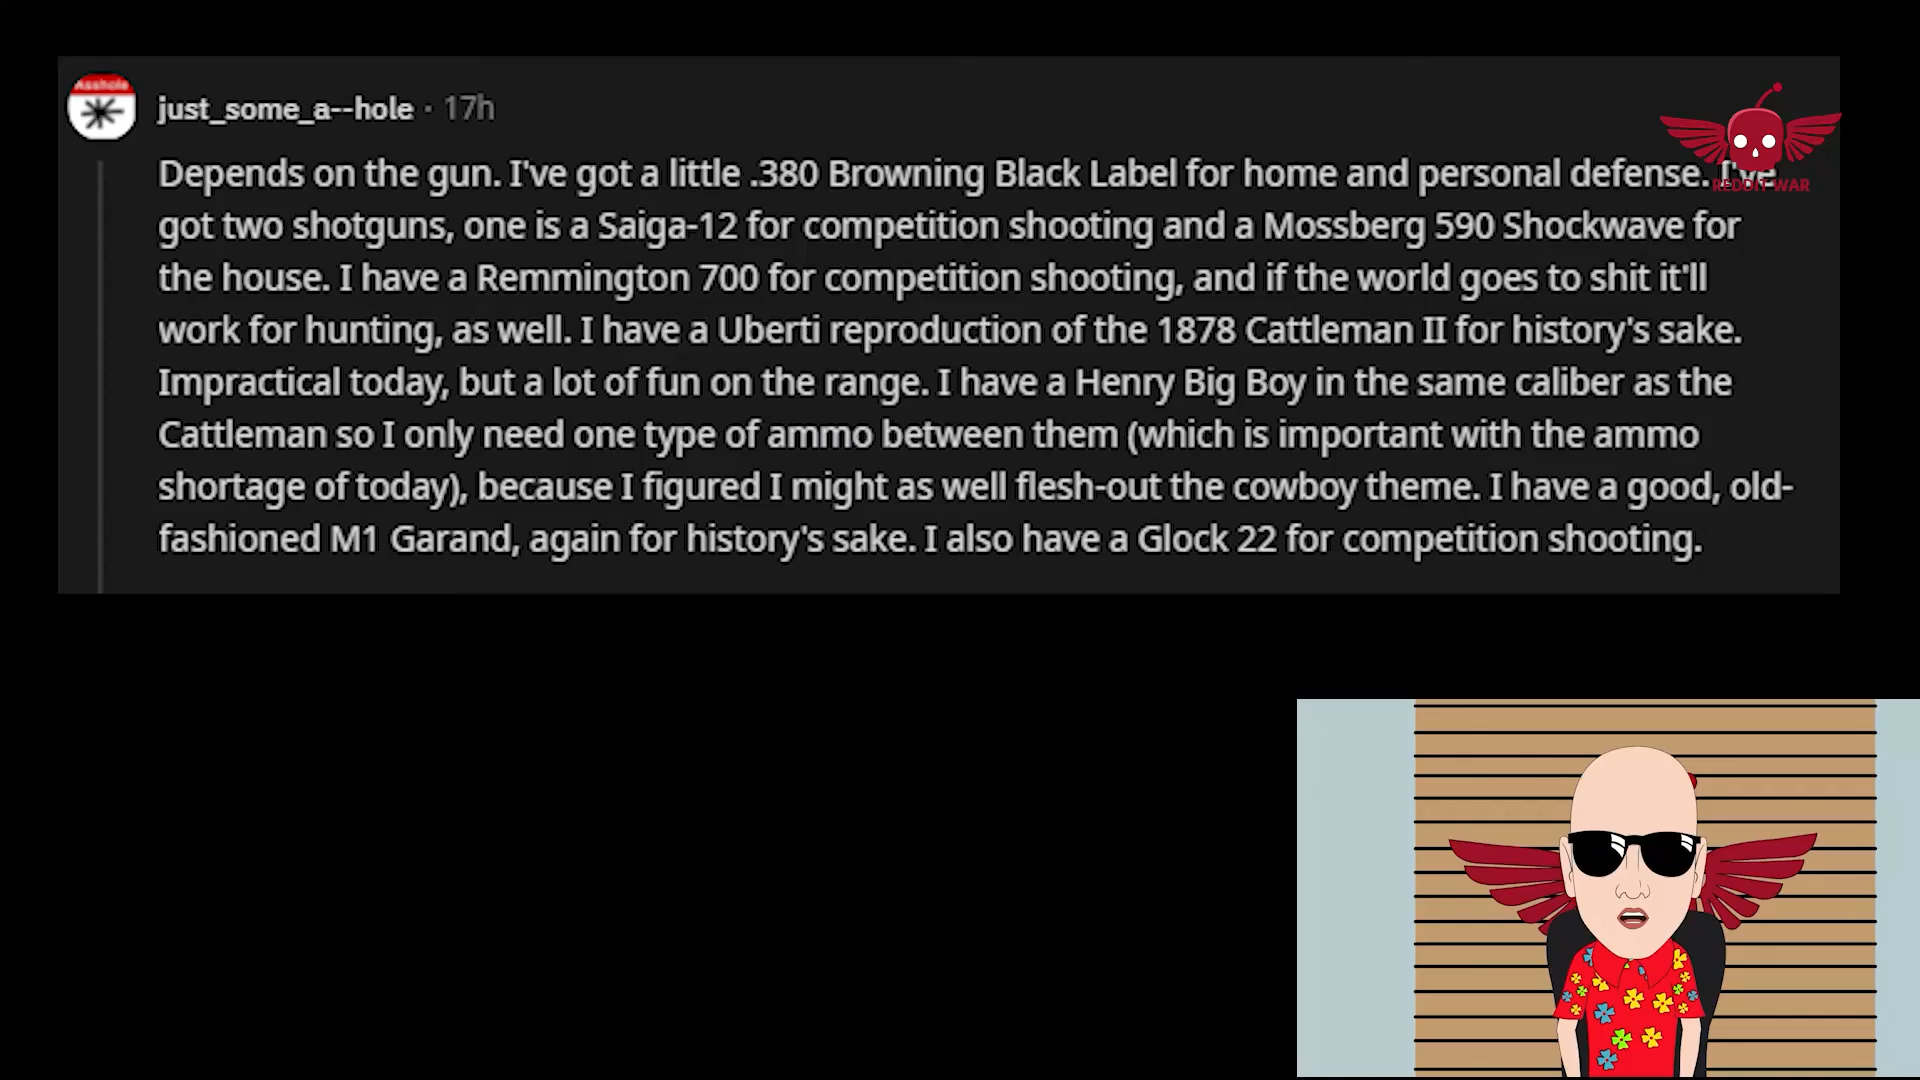 Asshole
just_some_a--hole · 17h
Depends on the gun. I've got a little .380 Browning Black Label for home and personal defense. I've
REDDIT WAR
got two shotguns, one is a Saiga-12 for competition shooting and a Mossberg 590 Shockwave for
the house. I have a Remmington 700 for competition shooting, and if the world goes to shit it'll
work for hunting, as well. I have a Uberti reproduction of the 1878 Cattleman II for history's sake.
Impractical today, but a lot of fun on the range. I have a Henry Big Boy in the same caliber as the
Cattleman so I only need one type of ammo between them (which is important with the ammo
shortage of today), because I figured I might as well flesh-out the cowboy theme. I have a good, old-
fashioned M1 Garand, again for history's sake. I also have a Glock 22 for competition shooting.